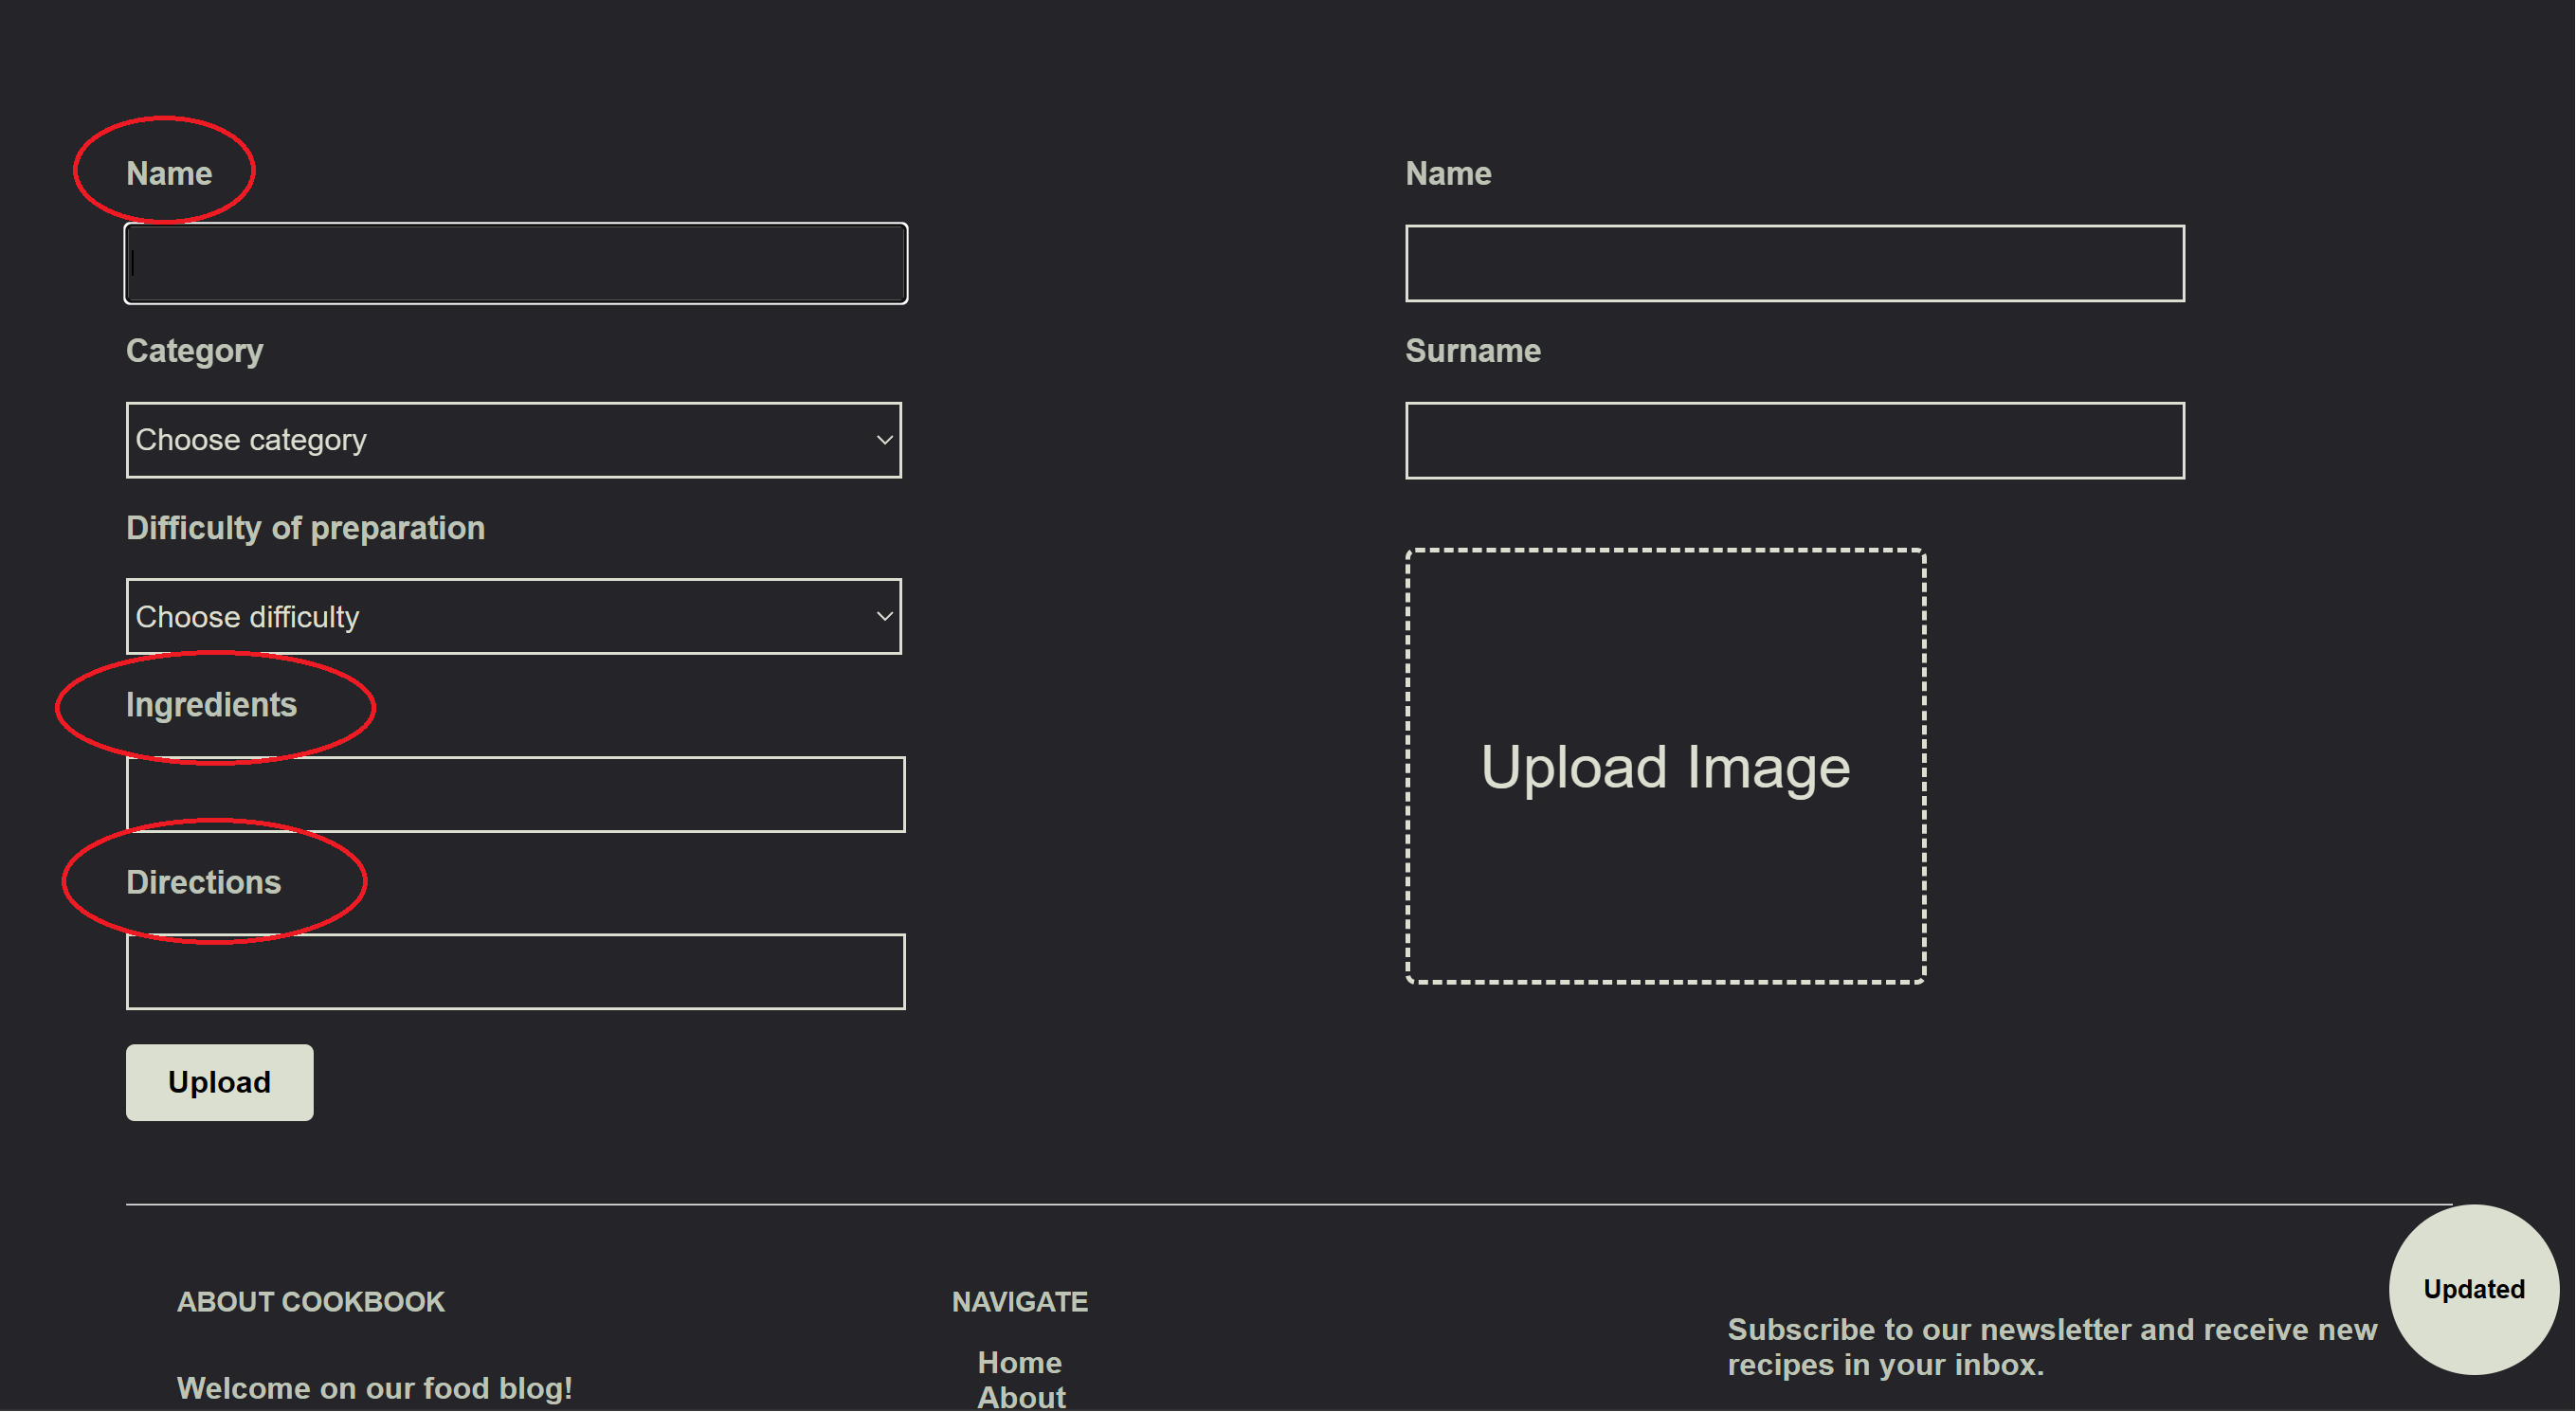 Name
Category
Choose category
Difficulty of preparation
Choose difficulty
Ingredients
Directions
Upload
Name
Surname
Upload Image
ABOUT COOKBOOK
Welcome on our food blog!
NAVIGATE
Home
About
Subscribe to our newsletter and receive new
recipes in your inbox.
Updated